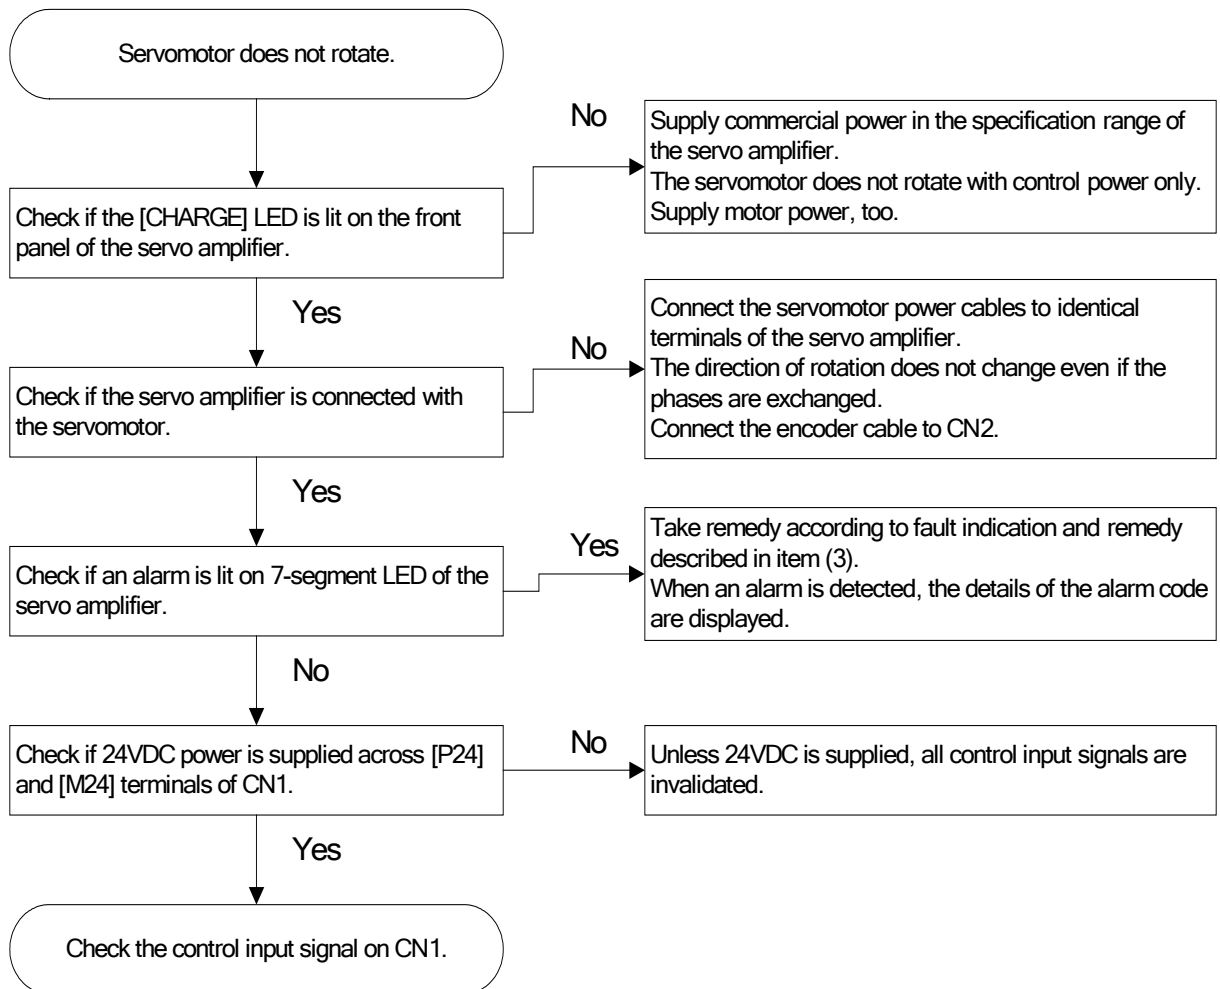 Servomotor does not rotate.
No
Supply commercial power in the specification range of
the servo amplifier.
The servomotor does not rotate with control power only.
Supply motor power, too.
Check if the [CHARGE] LED is lit on the front
panel of the servo amplifier.
Yes
No
Connect the servomotor power cables to identical
terminals of the servo amplifier.
The direction of rotation does not change even if the
phases are exchanged.
Connect the encoder cable to CN2.
Check if the servo amplifier is connected with
the servomotor.
Yes
Yes
Take remedy according to fault indication and remedy
described in item (3).
When an alarm is detected, the details of the alarm code
are displayed.
Check if an alarm is lit on 7-segment LED of the
servo amplifier.
No
No
Check if 24VDC power is supplied across [P24]
and [M24] terminals of CN1.
Unless 24VDC is supplied, all control input signals are
invalidated.
Yes
Check the control input signal on CN1.